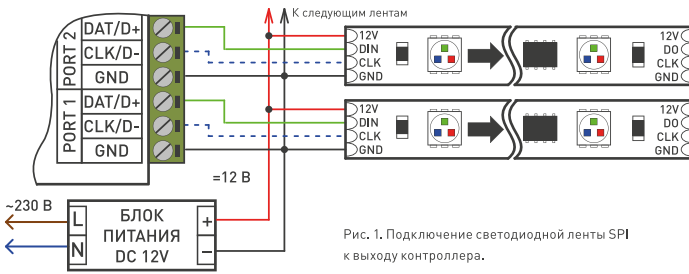 К следующим лентам
PORT 2
DAT/D+
CLK/D-
GND
PORT 1
DAT/D+
CLK/D-
GND
12V
DIN
CLK
GND
12V
DO
CLK
GND
12V
DIN
CLK
GND
12V
DO
CLK
GND
=12 В
~230 В
L
N
БЛОК
ПИТАНИЯ
DC 12V
+
−
Рис. 1. Подключение светодиодной ленты SPI
к выходу контроллера.